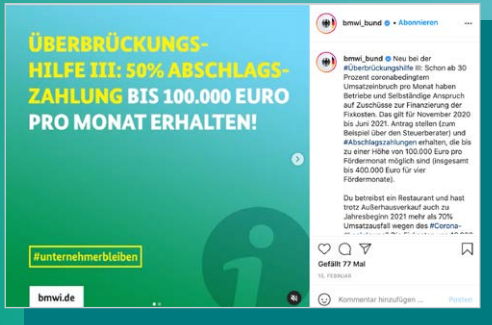 ÜBERBRÜCKUNGS-
HILFE III: 50% ABSCHLAGS-
ZAHLUNG BIS 100.000 EURO
PRO MONAT ERHALTEN!
#unternehmerbleiben
bmwi.de
bmwi_bund • Abonnieren
bmwi_bund Neu bei der
#Überbrückungshilfe III: Schon ab 30
Prozent coronabedingtem
Umsatzeinbruch pro Monat haben
Betriebe und Selbständige Anspruch
auf Zuschüsse zur Finanzierung der
Fixkosten. Das gilt für November 2020
bis Juni 2021. Antrag stellen (zum
Beispiel über den Steuerberater) und
#Abschlagszahlungen erhalten, die bis
zu einer Höhe von 100.000 Euro pro
Fördermonat möglich sind (insgesamt
bis 400.000 Euro für vier
Fördermonate).
Du betreibst ein Restaurant und hast
trotz Außerhausverkauf auch zu
Jahresbeginn 2021 mehr als 70%
Umsatzausfall wegen des #Corona-
Gefällt 77 Mal
15. FEBRUAR
Kommentar hinzufügen ... Posten